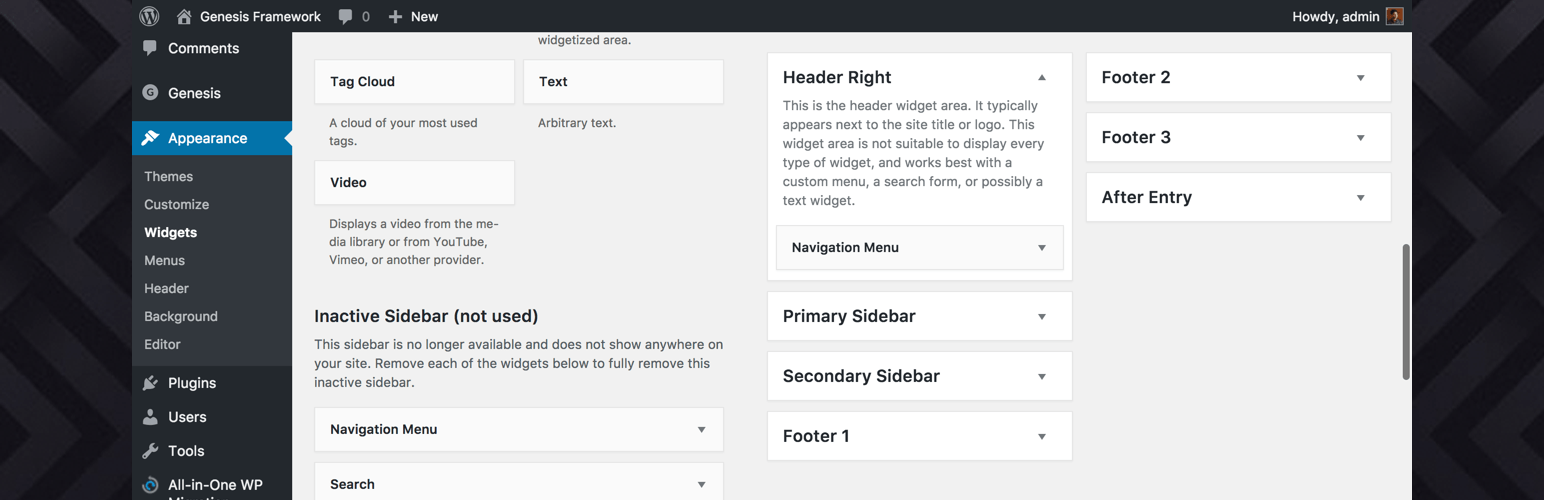 Genesis Framework
0
New
Howdy, admin
Comments
Genesis
Appearance
Themes
Customize
Widgets
Menus
Header
Background
Editor
Plugins
Users
Tools
All-in-One WP
widgetized area.
Tag Cloud
A cloud of your most used
tags.
Text
Arbitrary text.
Video
Displays a video from the me-
dia library or from YouTube,
Vimeo, or another provider.
Inactive Sidebar (not used)
This sidebar is no longer available and does not show anywhere on
your site. Remove each of the widgets below to fully remove this
inactive sidebar.
Navigation Menu
Search
Header Right
This is the header widget area. It typically
appears next to the site title or logo. This
widget area is not suitable to display every
type of widget, and works best with a
custom menu, a search form, or possibly a
text widget.
Navigation Menu
Primary Sidebar
Secondary Sidebar
Footer 1
Footer 2
Footer 3
After Entry